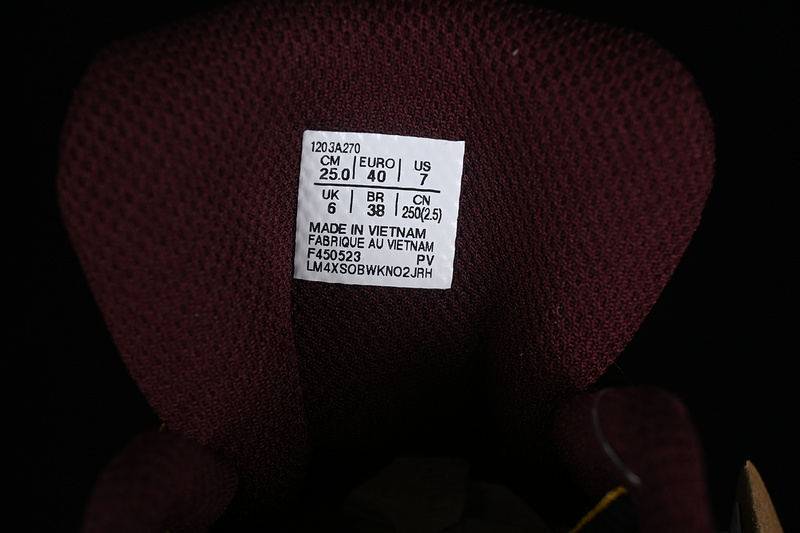 1203A270
CM | EURO | US
25.0 | 40 | 7
UK | BR | CN
6 | 38 | 250(2.5)
MADE IN VIETNAM
FABRIQUE AU VIETNAM
F450523 PV
LM4XSOBWKNO2JRH